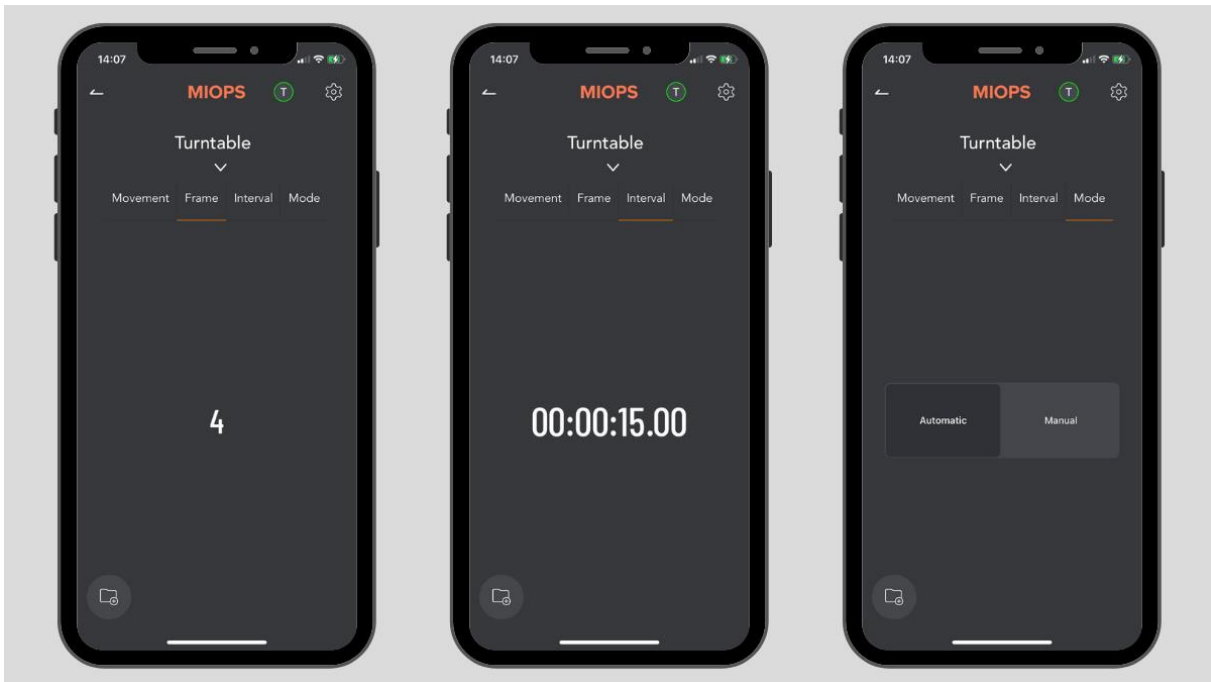 14:07
MIOPS T
Turntable
Movement Frame Interval Mode
4
14:07
MIOPS T
Turntable
Movement Frame Interval Mode
00:00:15.00
14:07
MIOPS T
Turntable
Movement Frame Interval Mode
Automatic Manual